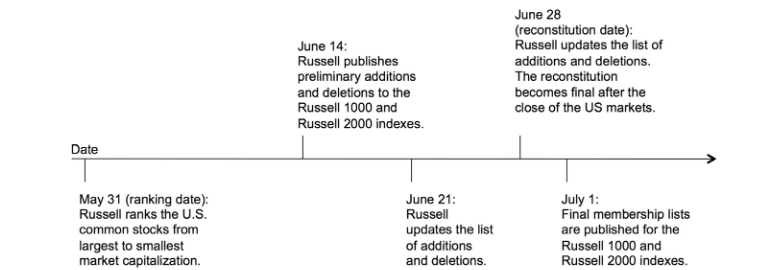 June 28
(reconstitution date):
Russell updates the list of
additions and deletions.
The reconstitution
becomes final after the
close of the US markets.
June 14:
Russell publishes
preliminary additions
and deletions to the
Russell 1000 and
Russell 2000 indexes.
Date
May 31 (ranking date):
Russell ranks the U.S.
common stocks from
largest to smallest
market capitalization.
June 21:
Russell
updates the list
of additions
and deletions.
July 1:
Final membership lists
are published for the
Russell 1000 and
Russell 2000 indexes.